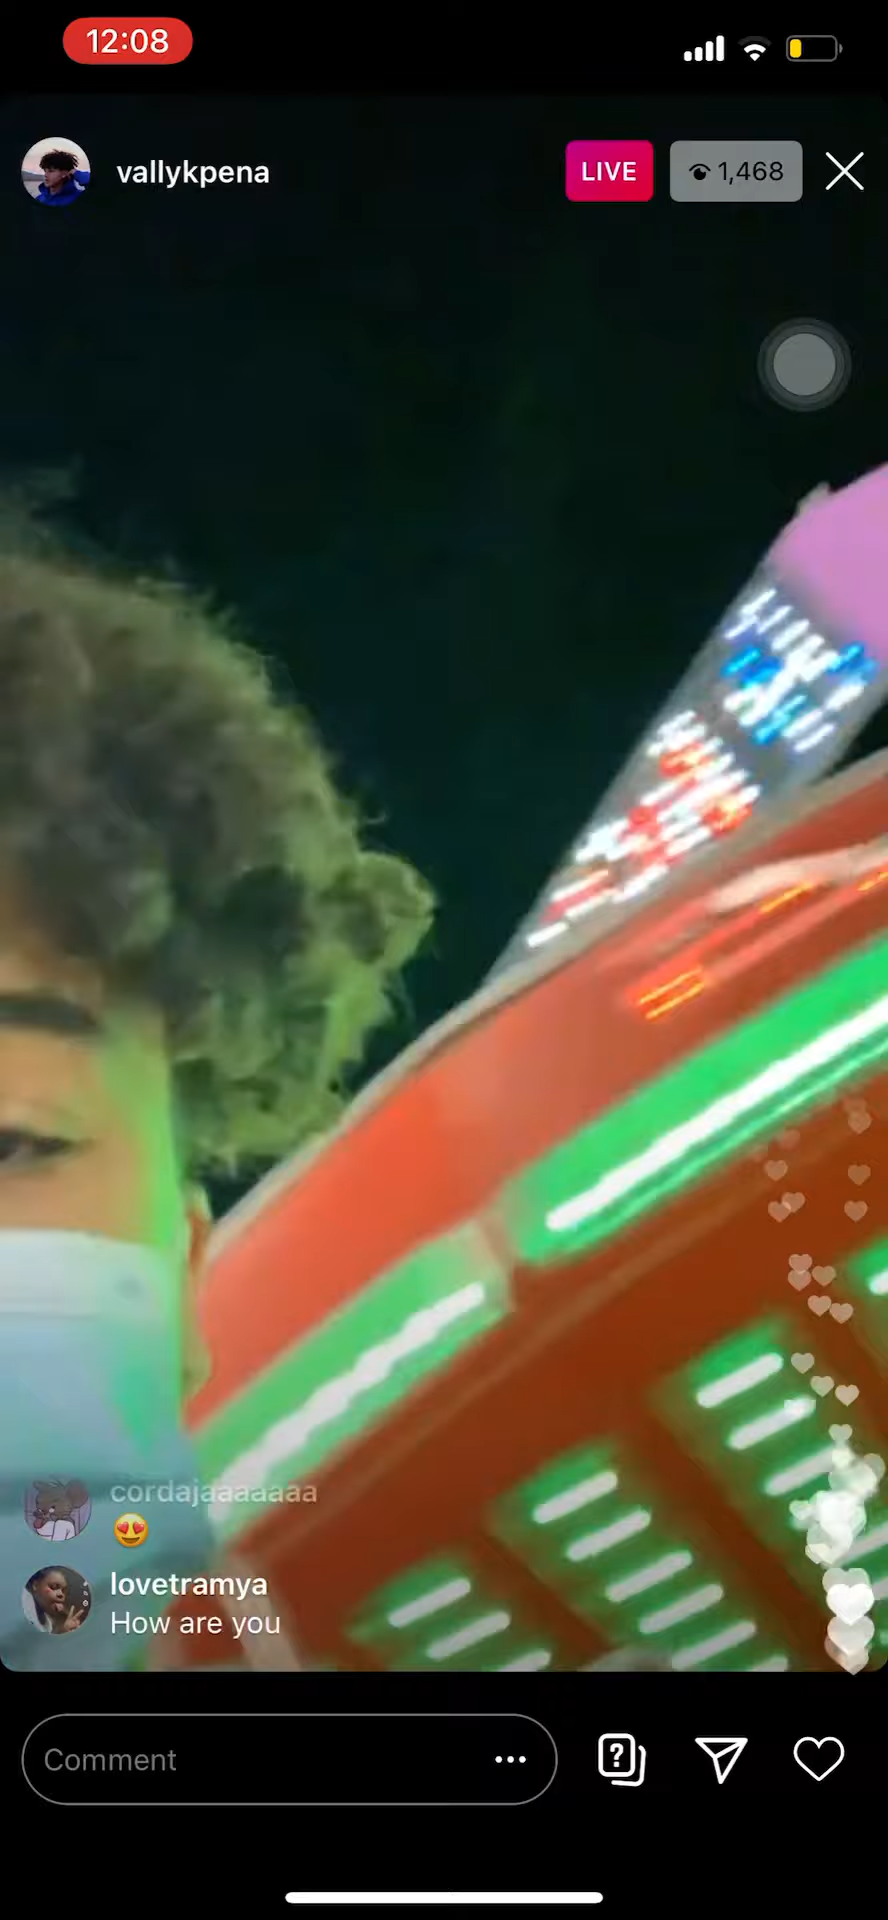 12:08
vallykpena
LIVE
1,468
cordajaaaaaaa
😍
lovetramya
How are you
Comment